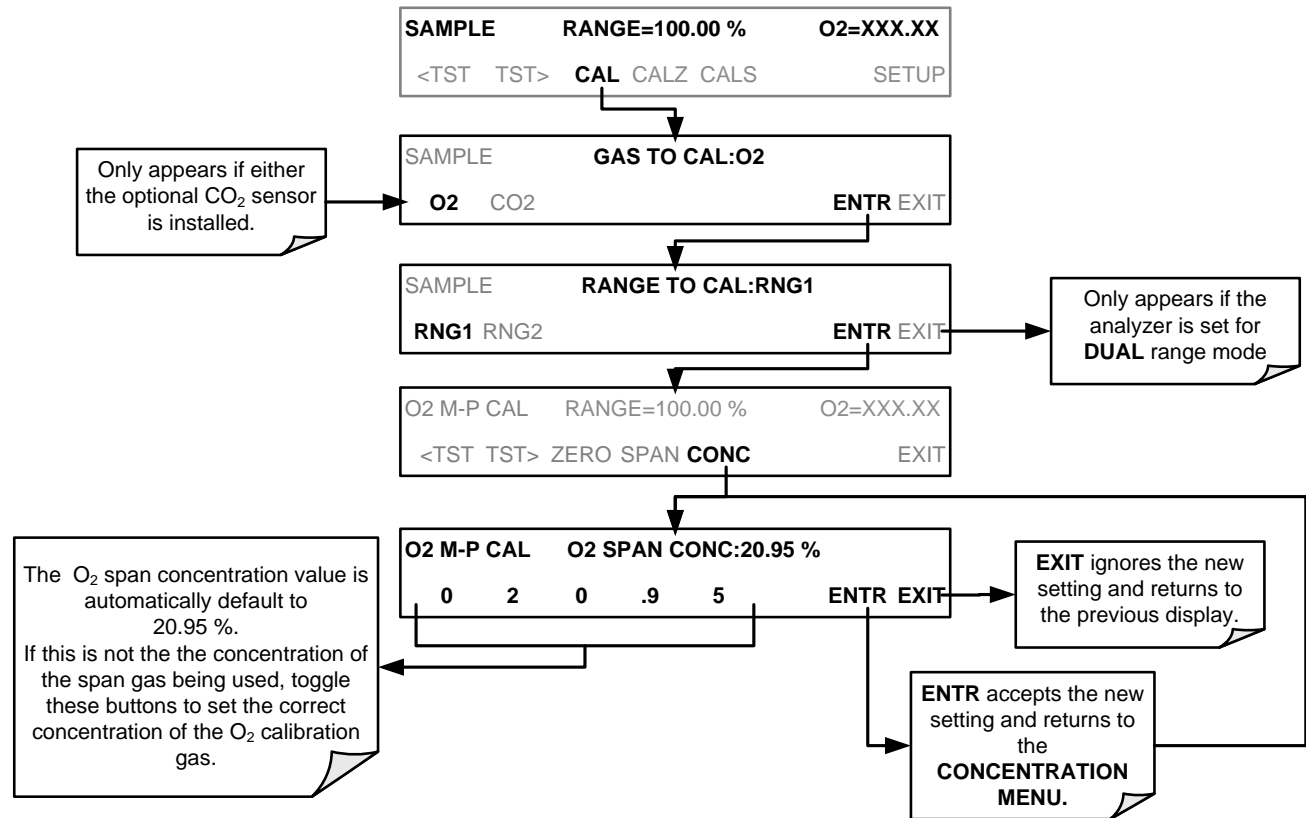 SAMPLE RANGE=100.00 % O2=XXX.XX
<TST TST> CAL CALZ CALS SETUP
Only appears if either
the optional CO₂ sensor
is installed.
SAMPLE GAS TO CAL:O2
O2 CO2 ENTR EXIT
SAMPLE RANGE TO CAL:RNG1
RNG1 RNG2 ENTR EXIT
Only appears if the
analyzer is set for
DUAL range mode
O2 M-P CAL RANGE=100.00 % O2=XXX.XX
<TST TST> ZERO SPAN CONC EXIT
The O₂ span concentration value is
automatically default to
20.95 %.
If this is not the the concentration of
the span gas being used, toggle
these buttons to set the correct
concentration of the O₂ calibration
gas.
O2 M-P CAL O2 SPAN CONC:20.95 %
0 2 0 .9 5 ENTR EXIT
EXIT ignores the new
setting and returns to
the previous display.
ENTR accepts the new
setting and returns to
the
CONCENTRATION
MENU.